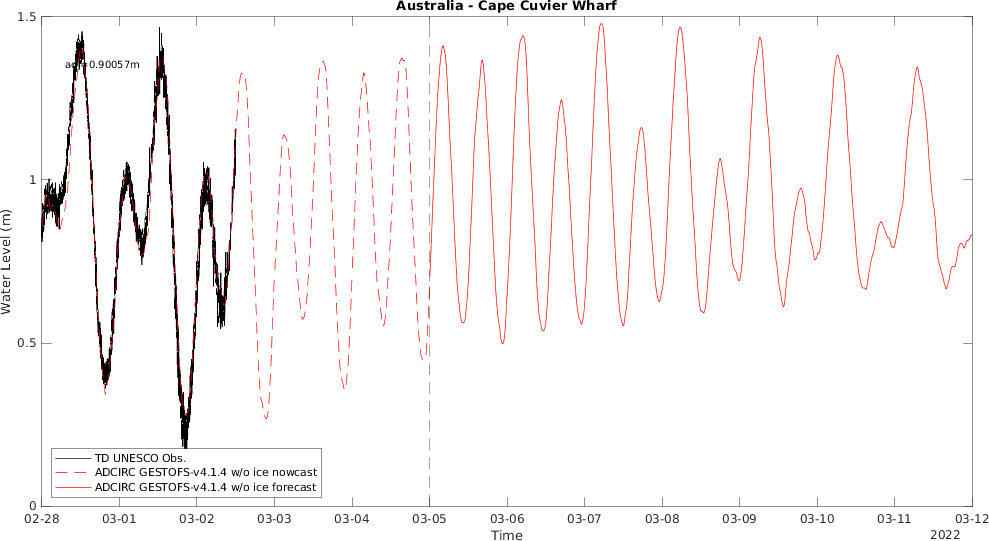 Australia - Cape Cuvier Wharf
1.5
1
0.5
0
Water Level (m)
0.90057m
TD UNESCO Obs.
ADCIRC GESTOFS-v4.1.4 w/o ice nowcast
ADCIRC GESTOFS-v4.1.4 w/o ice forecast
02-28 03-01 03-02 03-03 03-04 03-05 03-06 03-07 03-08 03-09 03-10 03-11 03-12
Time
2022